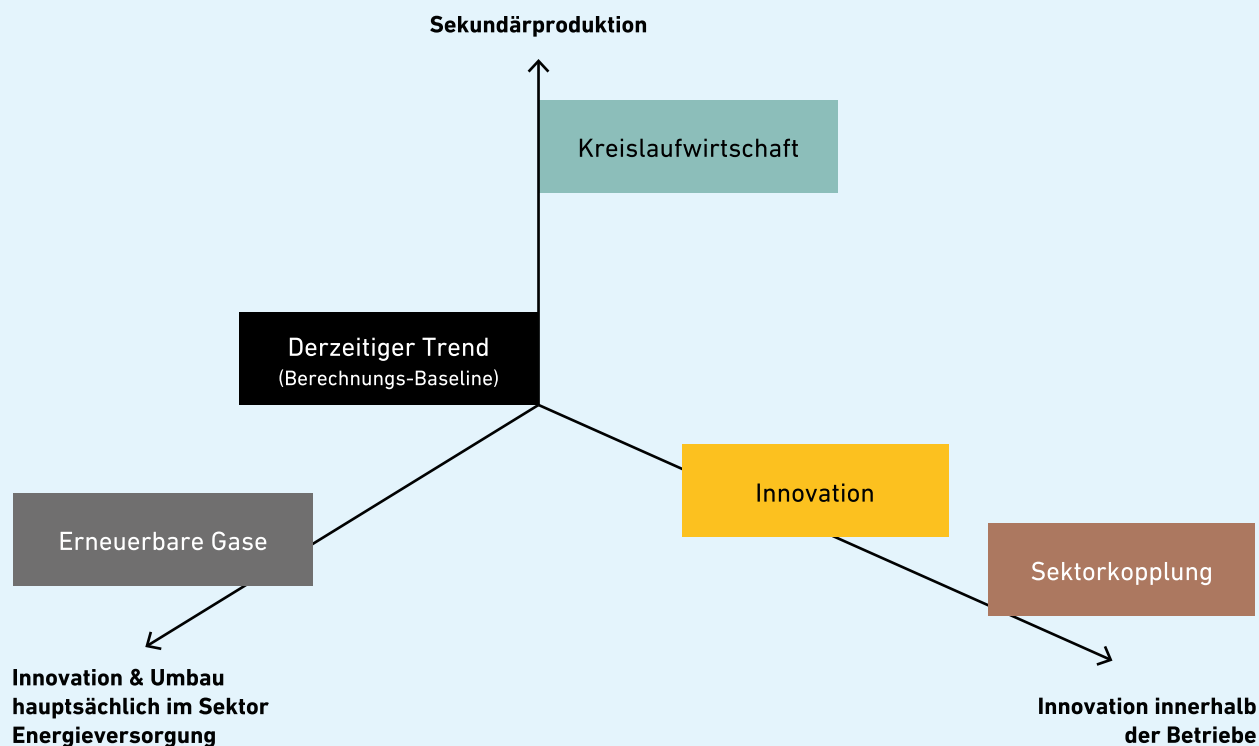 Sekundärproduktion
Kreislaufwirtschaft
Derzeitiger Trend
(Berechnungs-Baseline)
Innovation
Erneuerbare Gase
Sektorkopplung
Innovation & Umbau
hauptsächlich im Sektor
Energieversorgung
Innovation innerhalb
der Betriebe